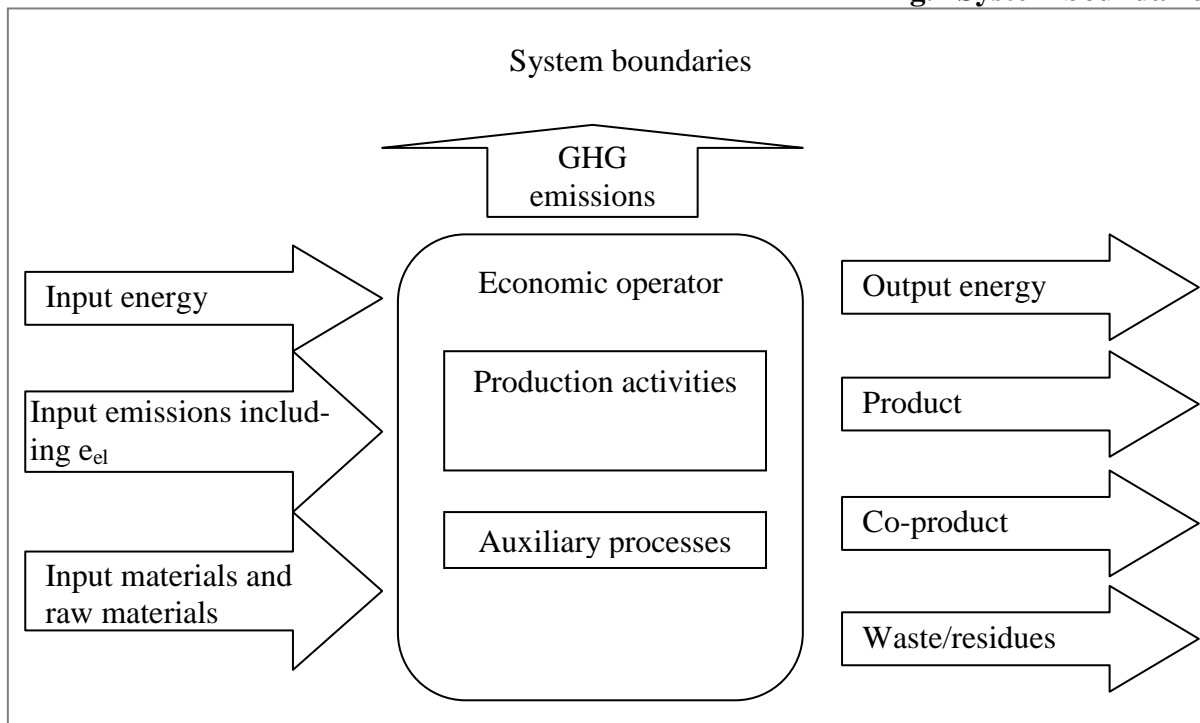 System boundaries
GHG
emissions
Economic operator
Input energy
Output energy
Production activities
Product
Input emissions includ-
ing eel
Co-product
Auxiliary processes
Input materials and
raw materials
Waste/residues